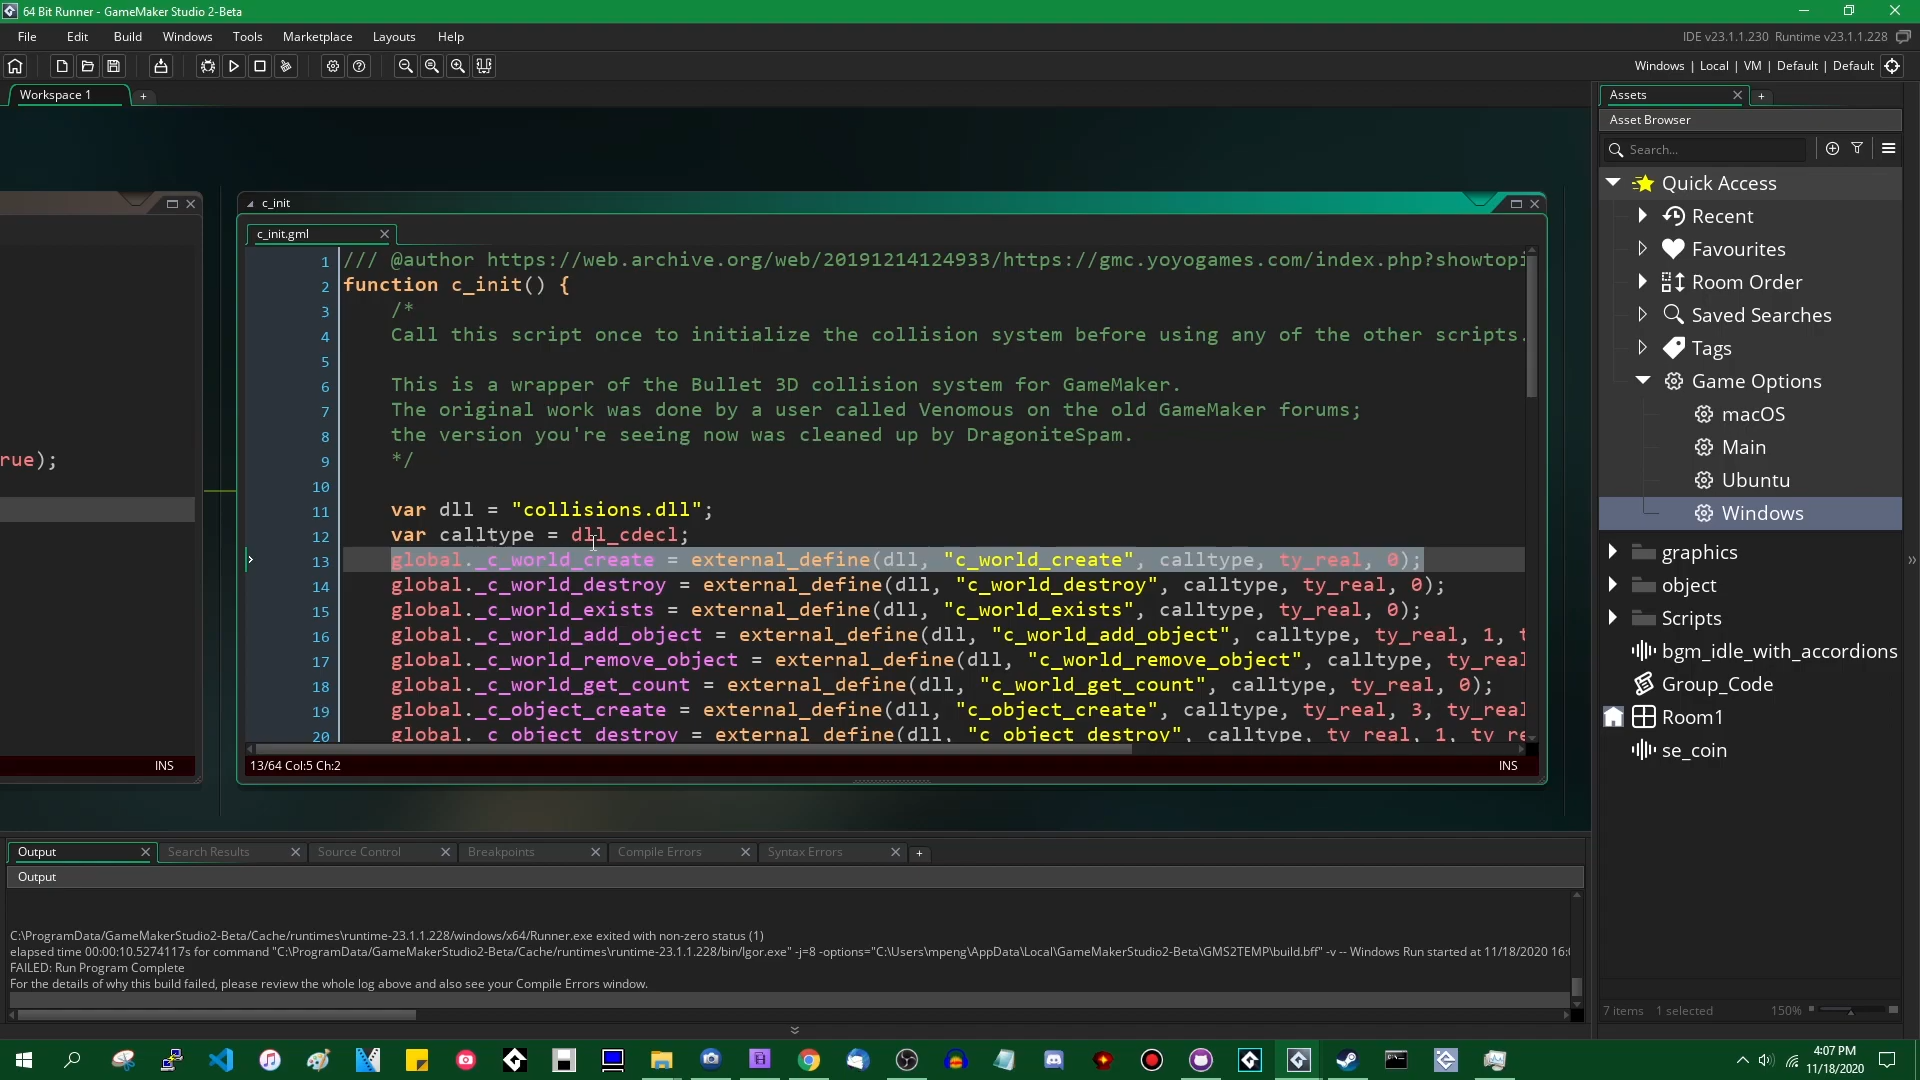 64 Bit Runner - GameMaker Studio 2-Beta
File Edit Build Windows Tools Marketplace Layouts Help
IDE v23.1.1.230 Runtime v23.1.1.228
Windows | Local | VM | Default | Default
Workspace 1
+
rue);
INS
c_init
c_init.gml
1 /// @author https://web.archive.org/web/20191214124933/https://gmc.yoyogames.com/index.php?showtopi
2 function c_init() {
3 /*
4 Call this script once to initialize the collision system before using any of the other scripts.
5
6 This is a wrapper of the Bullet 3D collision system for GameMaker.
7 The original work was done by a user called Venomous on the old GameMaker forums;
8 the version you're seeing now was cleaned up by DragoniteSpam.
9 */
10
11 var dll = "collisions.dll";
12 var calltype = dll_cdecl;
13 global._c_world_create = external_define(dll, "c_world_create", calltype, ty_real, 0);
14 global._c_world_destroy = external_define(dll, "c_world_destroy", calltype, ty_real, 0);
15 global._c_world_exists = external_define(dll, "c_world_exists", calltype, ty_real, 0);
16 global._c_world_add_object = external_define(dll, "c_world_add_object", calltype, ty_real, 1, t
17 global._c_world_remove_object = external_define(dll, "c_world_remove_object", calltype, ty_real
18 global._c_world_get_count = external_define(dll, "c_world_get_count", calltype, ty_real, 0);
19 global._c_object_create = external_define(dll, "c_object_create", calltype, ty_real, 3, ty_real
20 global._c_object_destroy = external_define(dll, "c_object_destroy", calltype, ty_real, 1, ty_re
13/64 Col:5 Ch:2
INS
Assets
+
Asset Browser
Search...
Quick Access
Recent
Favourites
Room Order
Saved Searches
Tags
Game Options
macOS
Main
Ubuntu
Windows
graphics
object
Scripts
bgm_idle_with_accordions
Group_Code
Room1
se_coin
7 items 1 selected
150%
Output Search Results Source Control Breakpoints Compile Errors Syntax Errors +
Output
C:\ProgramData/GameMakerStudio2-Beta/Cache/runtimes\runtime-23.1.1.228/windows/x64/Runner.exe exited with non-zero status (1)
elapsed time 00:00:10.5274117s for command "C:\ProgramData/GameMakerStudio2-Beta/Cache/runtimes\runtime-23.1.1.228/bin/Igor.exe" -j=8 -options="C:\Users\mpeng\AppData\Local\GameMakerStudio2-Beta\GMS2TEMP\build.bff" -v -- Windows Run started at 11/18/2020 16:0
FAILED: Run Program Complete
For the details of why this build failed, please review the whole log above and also see your Compile Errors window.
4:07 PM
11/18/2020